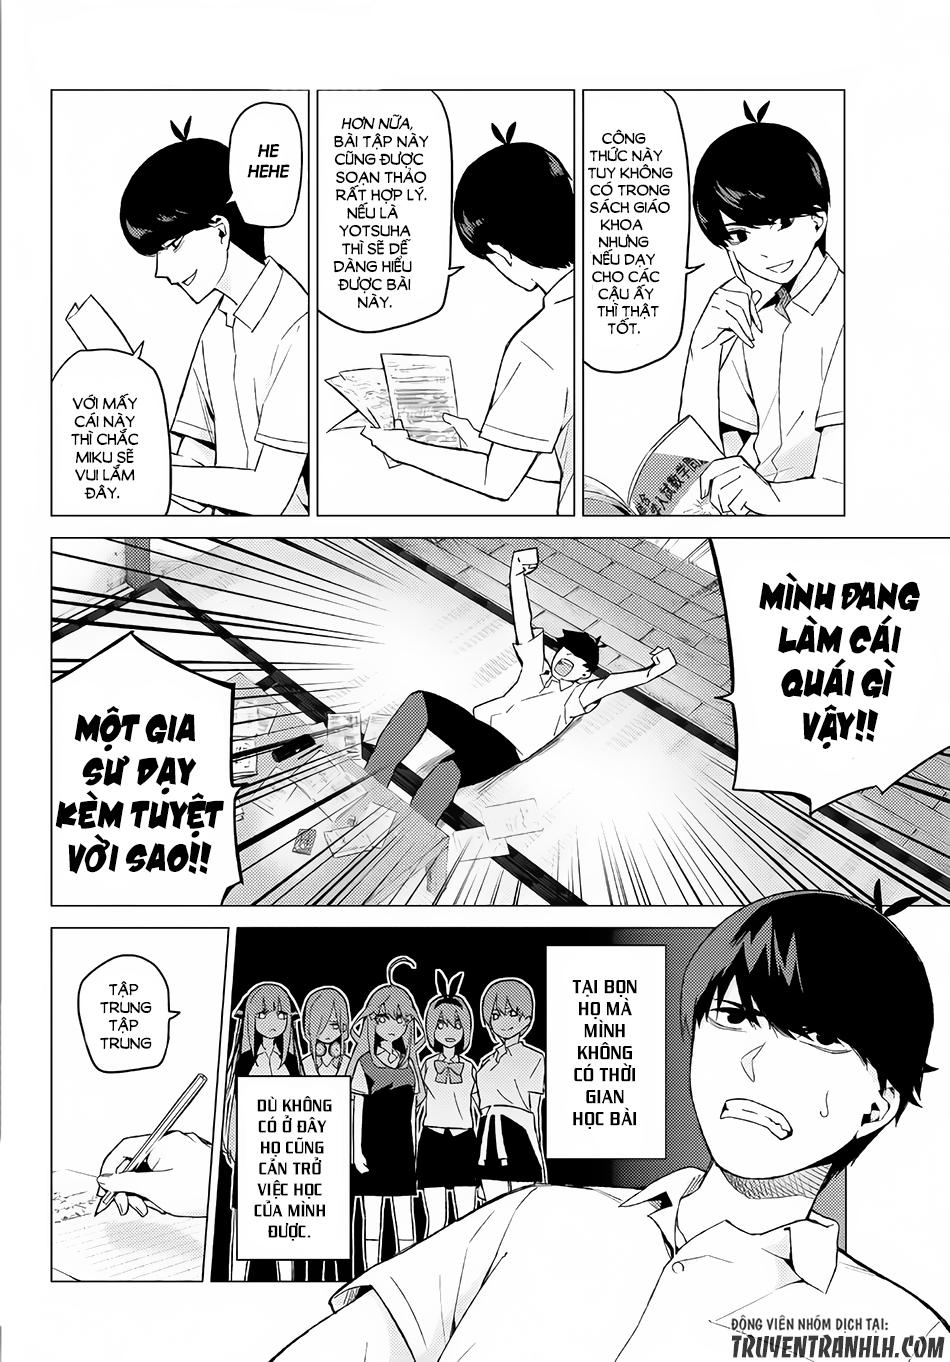 CÔNG
THỨC NÀY
TUY KHÔNG
CÓ TRONG
SÁCH GIÁO
KHOA
NHƯNG
NẾU DẠY
CHO CÁC
CẬU ẤY
THÌ THẬT
TỐT.
HƠN NỮA,
BÀI TẬP NÀY
CŨNG ĐƯỢC
SOẠN THẢO
RẤT HỢP LÝ.
NẾU LÀ
YOTSUHA
THÌ SẼ DỄ
DÀNG HIỂU
ĐƯỢC BÀI
NÀY.
HE
HEHE
VỚI MẤY
CÁI NÀY
THÌ CHẮC
MIKU SẼ
VUI LẮM
ĐÂY.
MÌNH ĐANG
LÀM CÁI
QUÁI GÌ
VẬY!!
MỘT GIA
SƯ DẠY
KÈM TUYỆT
VỜI SAO!!
TẠI BỌN
HỌ MÀ
MÌNH
KHÔNG
CÓ THỜI
GIAN
HỌC BÀI
DÙ KHÔNG
CÓ Ở ĐÂY
HỌ CŨNG
CẢN TRỞ
VIỆC HỌC
CỦA MÌNH
ĐƯỢC.
TẬP
TRUNG
TẬP
TRUNG
ĐỘNG VIÊN NHÓM DỊCH TẠI:
TRUYENTRANHLH.COM